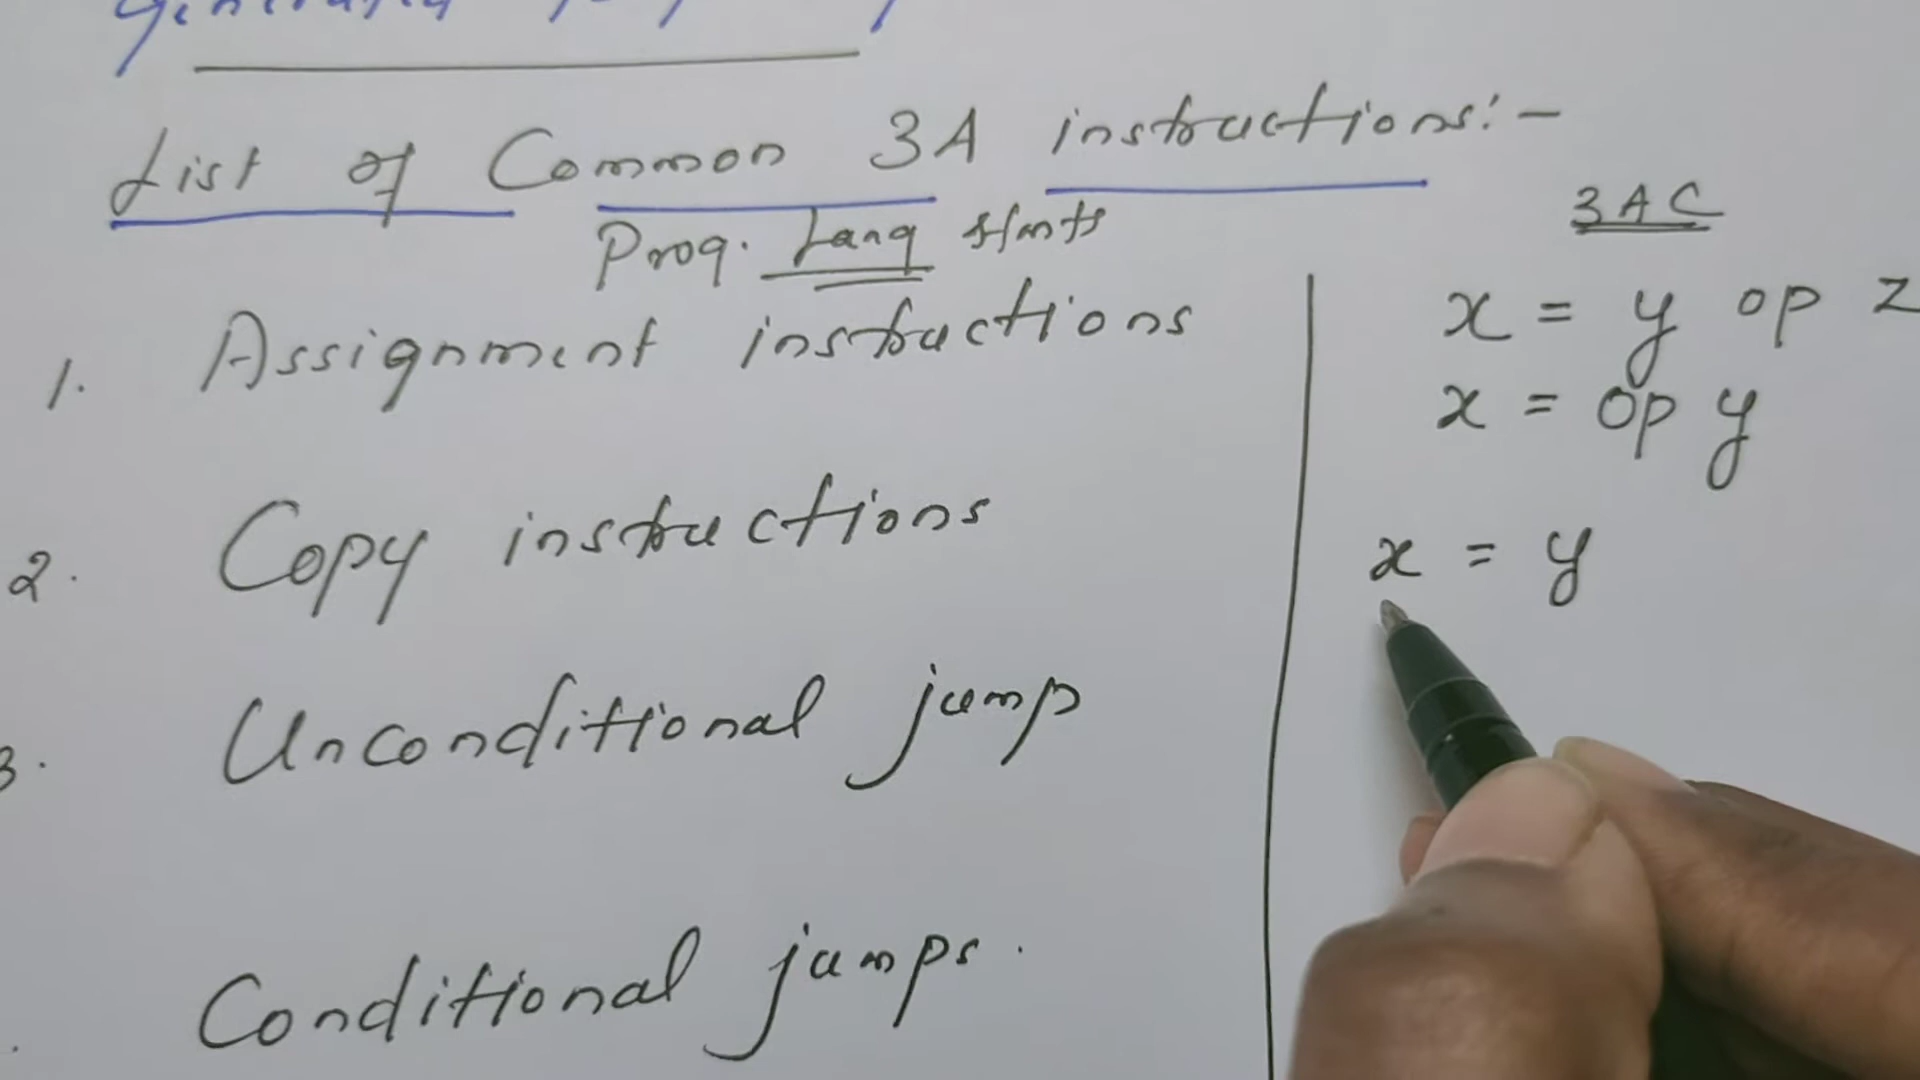 List of Common 3A instructions:-
Prog. Lang stmts
3AC
1. Assignment instructions
x = y op z
x = op y
2. Copy instructions
x = y
3. Unconditional jump
Conditional jumps.